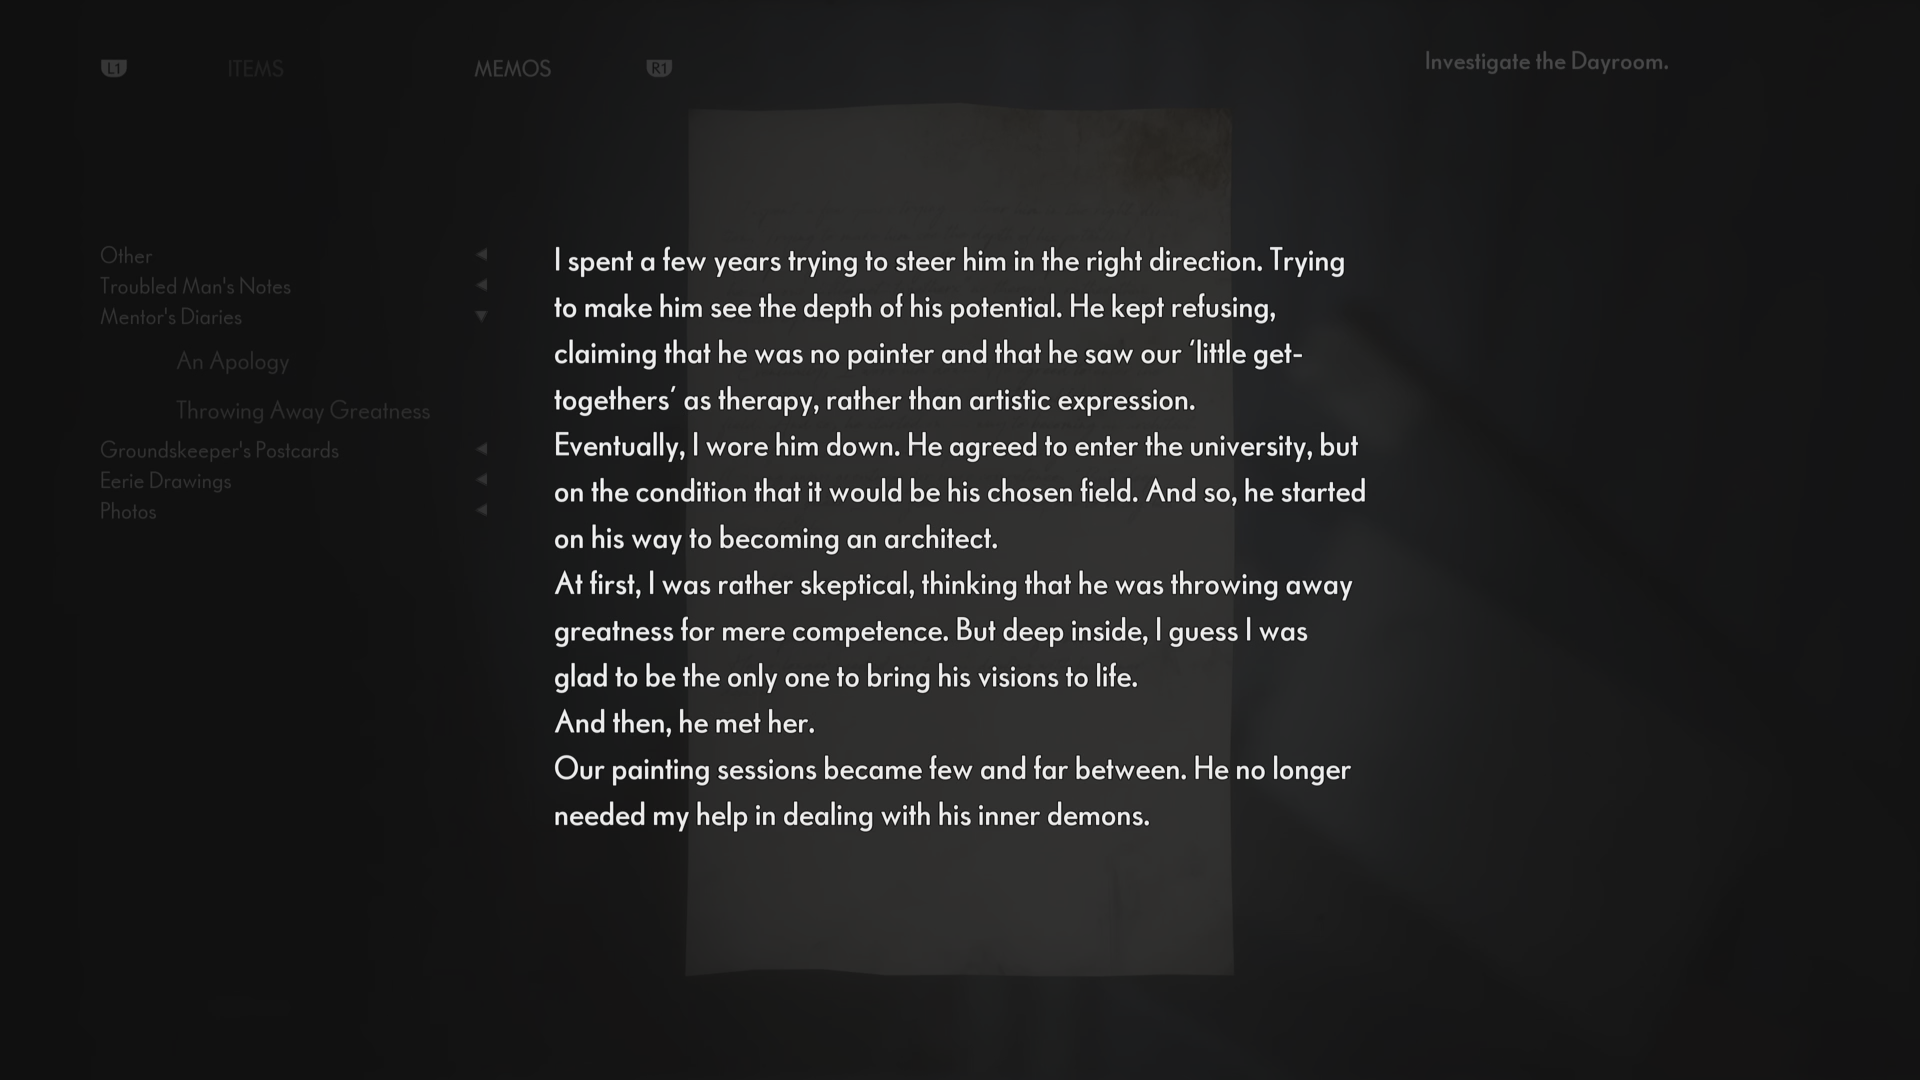 L1
ITEMS
MEMOS
R1
Investigate the Dayroom.
Other
Troubled Man's Notes
Mentor's Diaries
An Apology
Throwing Away Greatness
Groundskeeper's Postcards
Eerie Drawings
Photos
I spent a few years trying to steer him in the right direction. Trying
to make him see the depth of his potential. He kept refusing,
claiming that he was no painter and that he saw our 'little get-
togethers' as therapy, rather than artistic expression.
Eventually, I wore him down. He agreed to enter the university, but
on the condition that it would be his chosen field. And so, he started
on his way to becoming an architect.
At first, I was rather skeptical, thinking that he was throwing away
greatness for mere competence. But deep inside, I guess I was
glad to be the only one to bring his visions to life.
And then, he met her.
Our painting sessions became few and far between. He no longer
needed my help in dealing with his inner demons.